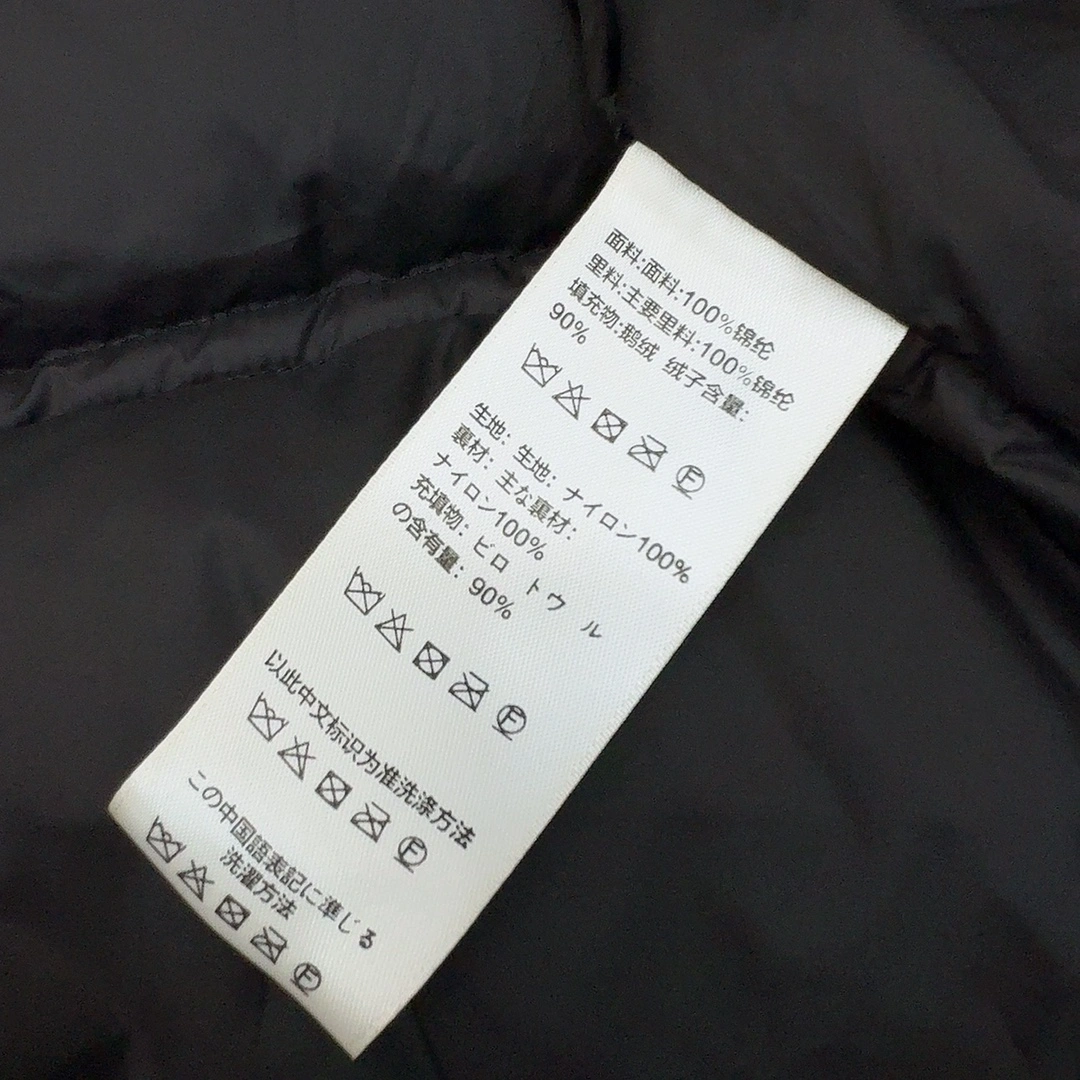 面料:面料:100%锦纶
里料:主要里料:100%锦纶
填充物:鹅绒 绒子含量:
90%
F
生地: 生地: ナイロン100%
裏材: 主な裏材:
ナイロン100%
充填物: ビロ トウ ル
の含有量: 90%
F
以此中文标识为准洗涤方法
F
この中国語表記に準じる
洗濯方法
F